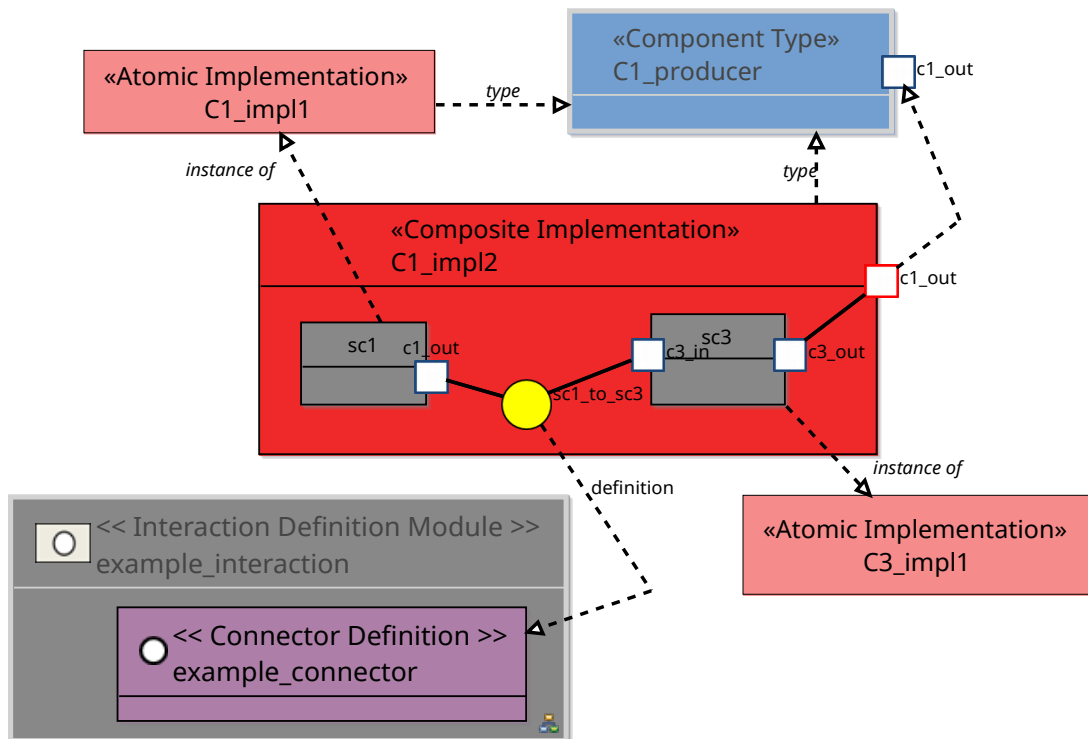 «Component Type»
C1_producer
c1_out
«Atomic Implementation»
C1_impl1
type
instance of
type
«Composite Implementation»
C1_impl2
c1_out
sc1
c1_out
sc3
c3_in
c3_out
sc1_to_sc3
instance of
definition
«Atomic Implementation»
C3_impl1
<< Interaction Definition Module >>
example_interaction
<< Connector Definition >>
example_connector